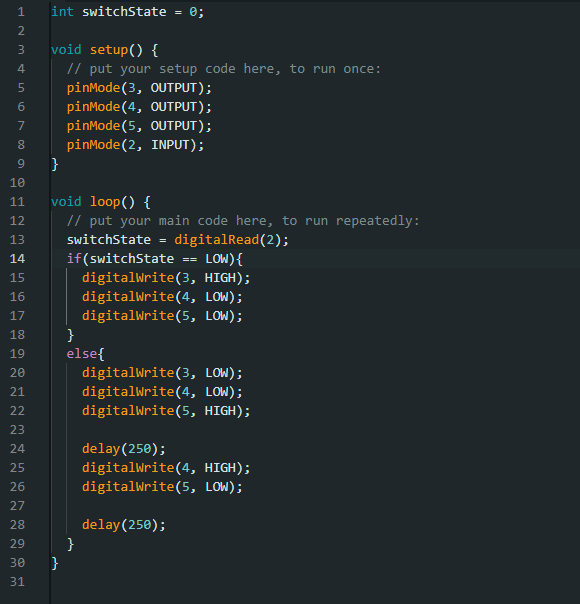 1 int switchState = 0;
2
3 void setup() {
4 // put your setup code here, to run once:
5 pinMode(3, OUTPUT);
6 pinMode(4, OUTPUT);
7 pinMode(5, OUTPUT);
8 pinMode(2, INPUT);
9 }
10
11 void loop() {
12 // put your main code here, to run repeatedly:
13 switchState = digitalRead(2);
14 if(switchState == LOW){
15 digitalWrite(3, HIGH);
16 digitalWrite(4, LOW);
17 digitalWrite(5, LOW);
18 }
19 else{
20 digitalWrite(3, LOW);
21 digitalWrite(4, LOW);
22 digitalWrite(5, HIGH);
23
24 delay(250);
25 digitalWrite(4, HIGH);
26 digitalWrite(5, LOW);
27
28 delay(250);
29 }
30 }
31